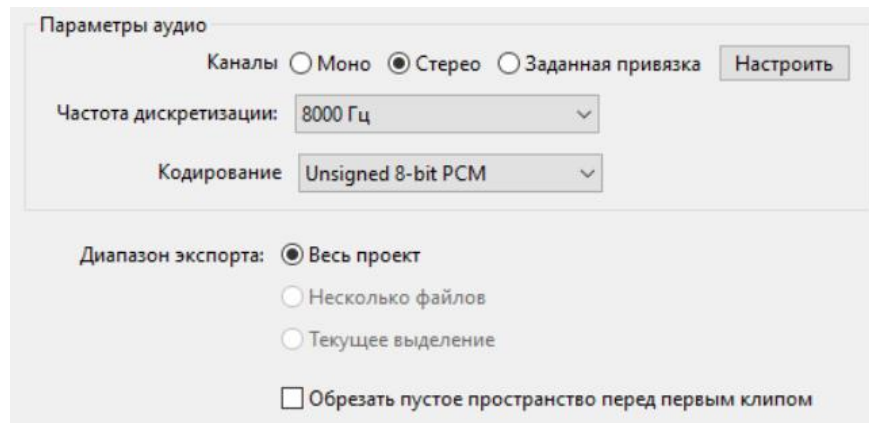 Параметры аудио
Каналы Моно Стерео Заданная привязка Настроить
Частота дискретизации: 8000 Гц
Кодирование Unsigned 8-bit PCM
Диапазон экспорта: Весь проект
Несколько файлов
Текущее выделение
Обрезать пустое пространство перед первым клипом